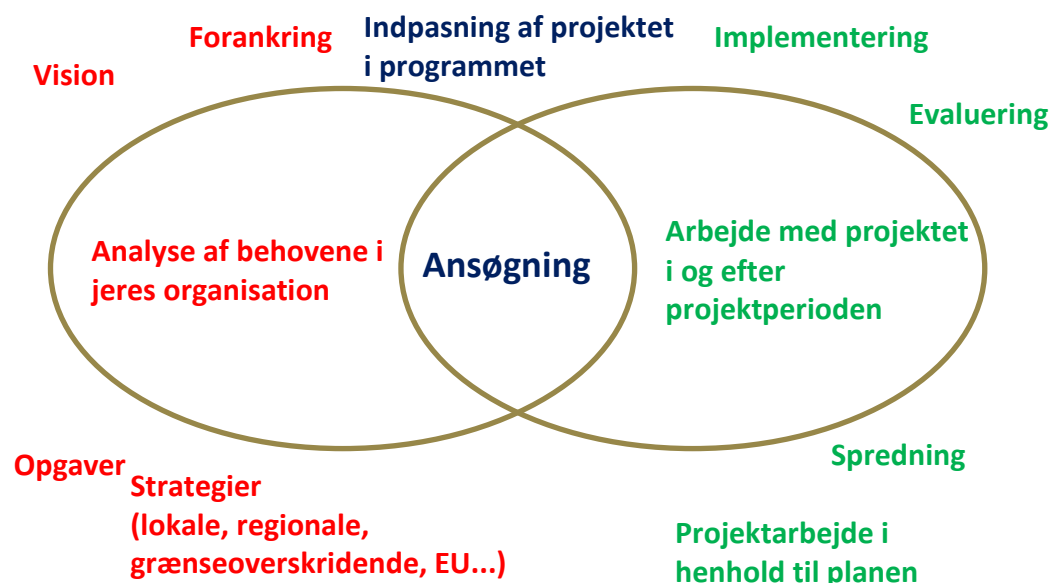 Forankring
Vision
Indpasning af projektet
i programmet
Implementering
Evaluering
Analyse af behovene i
jeres organisation
Ansøgning
Arbejde med projektet
i og efter
projektperioden
Opgaver
Strategier
(lokale, regionale,
grænseoverskridende, EU...)
Spredning
Projektarbejde i
henhold til planen